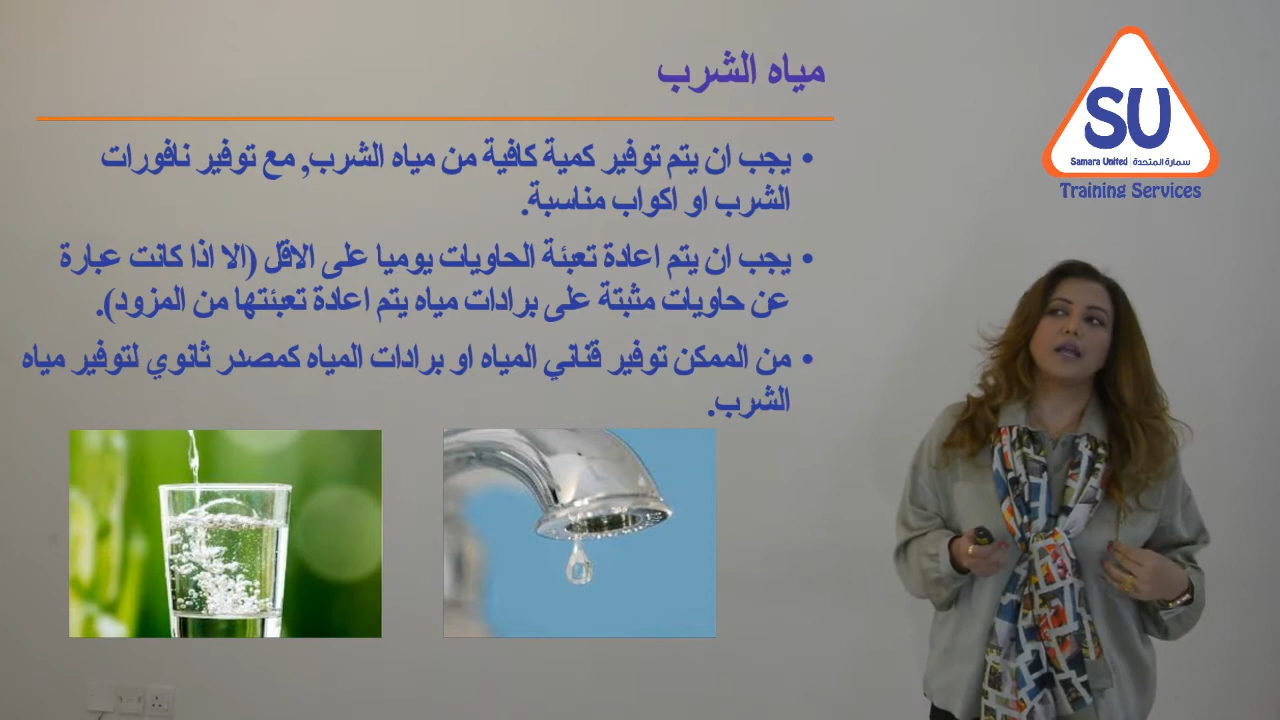 مياه الشرب
• يجب ان يتم توفير كمية كافية من مياه الشرب, مع توفير نافورات
الشرب او اكواب مناسبة.
• يجب ان يتم اعادة تعبئة الحاويات يوميا على الاقل (الا اذا كانت عبارة
عن حاويات مثبتة على برادات مياه يتم اعادة تعبئتها من المزود).
• من الممكن توفير قناني المياه او برادات المياه كمصدر ثانوي لتوفير مياه
الشرب.
SU
Samara United | سمارة المتحدة
Training Services